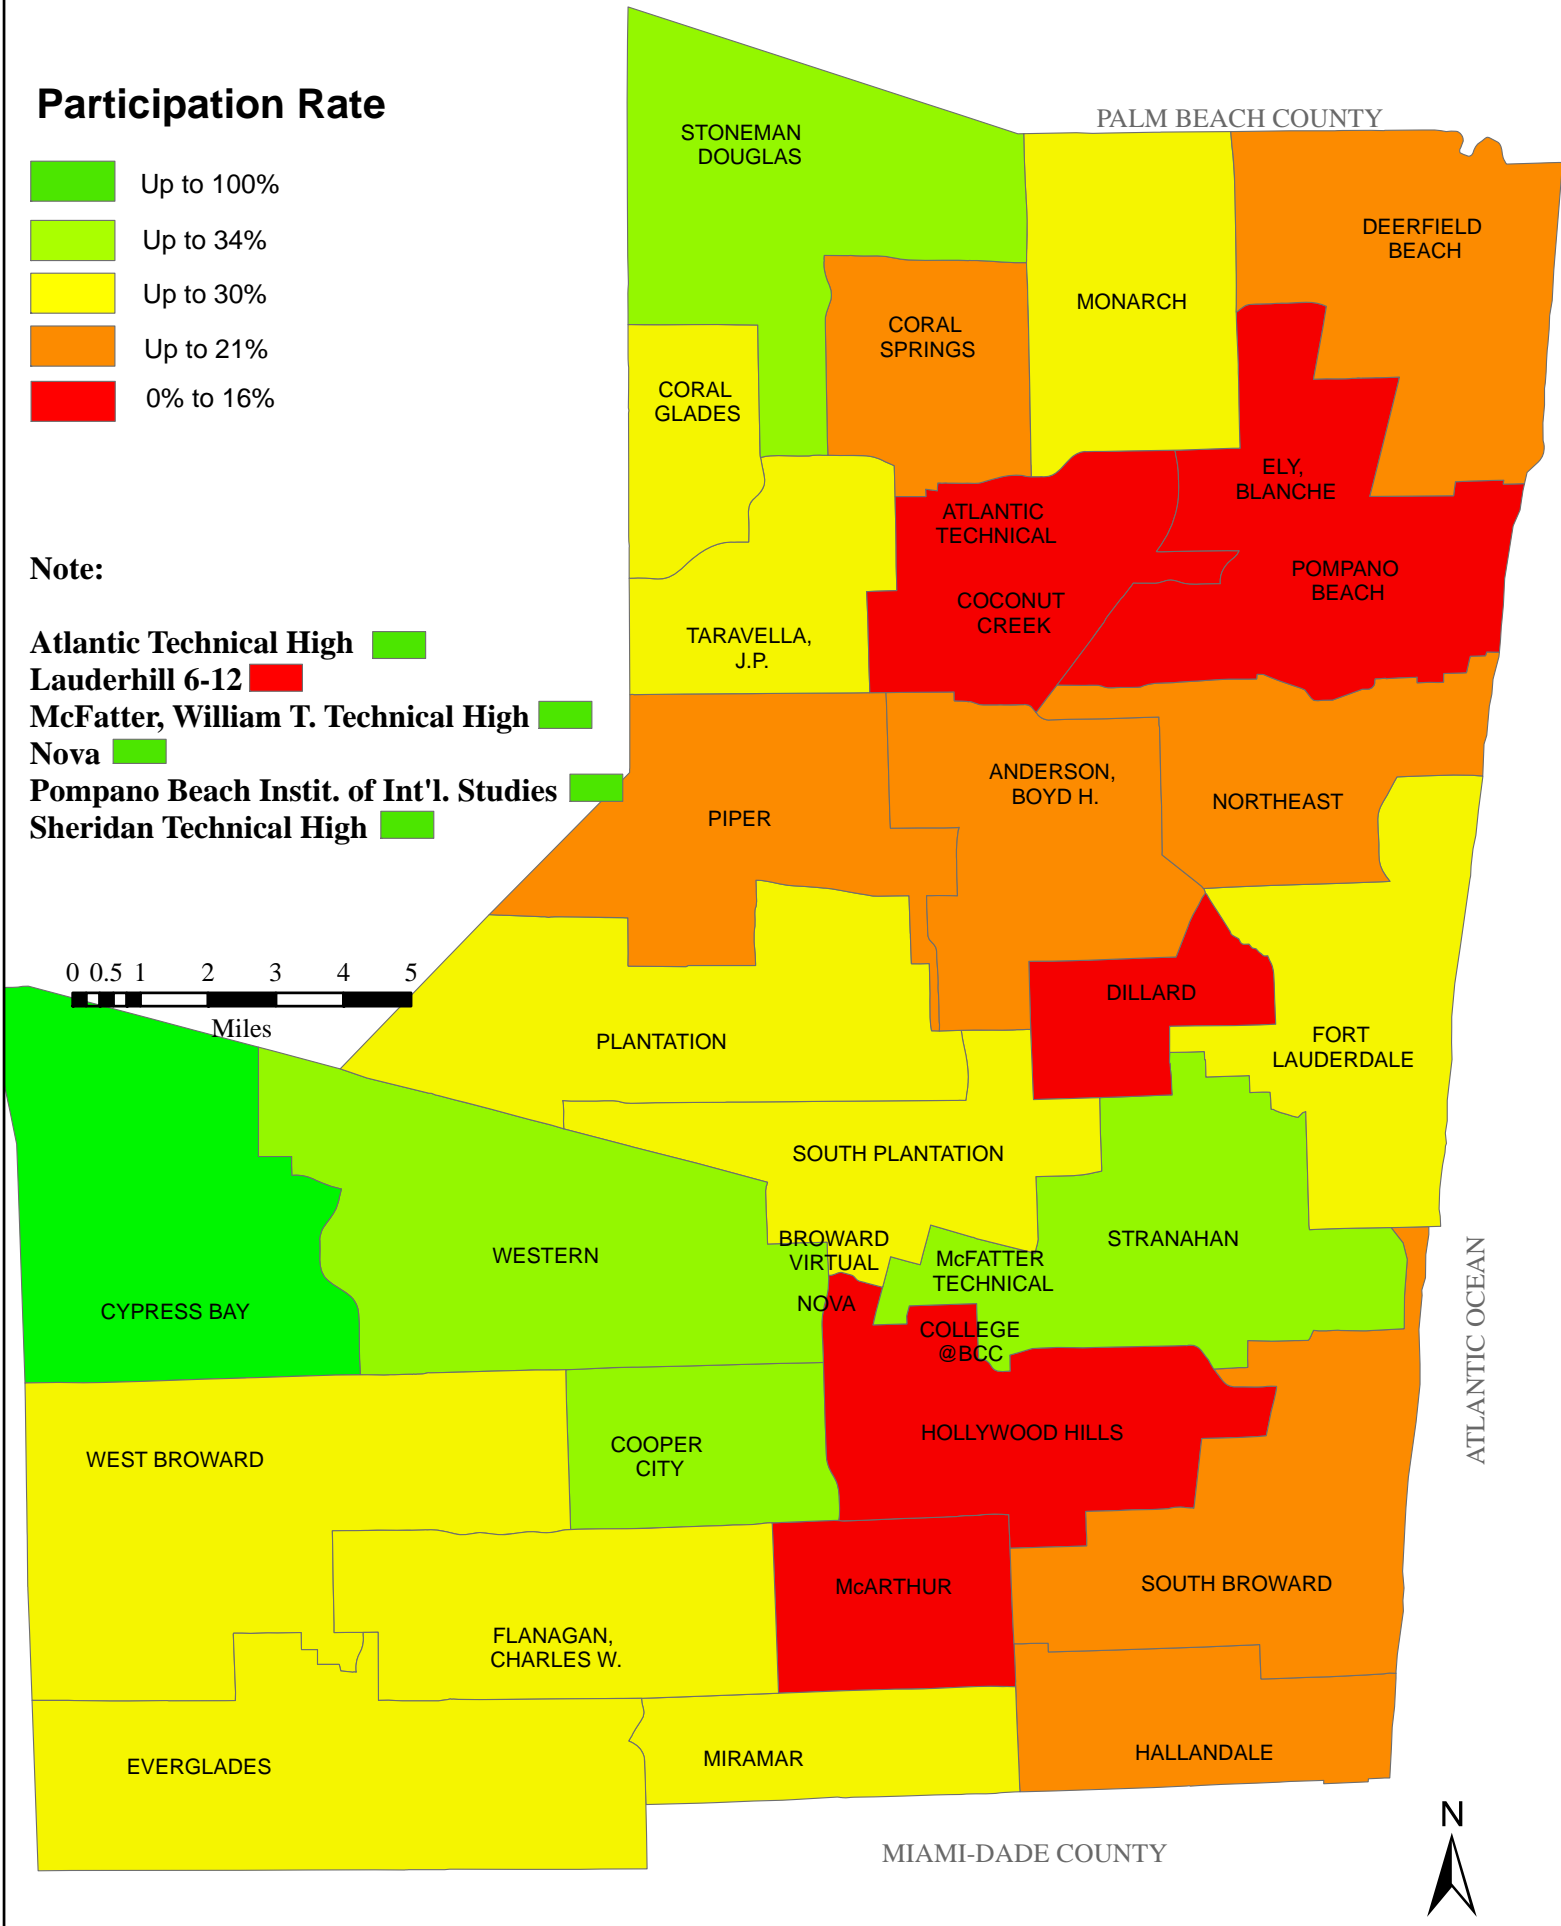 Participation Rate
Up to 100%
Up to 34%
Up to 30%
Up to 21%
0% to 16%
Note:
Atlantic Technical High
Lauderhill 6-12
McFatter, William T. Technical High
Nova
Pompano Beach Instit. of Int'l. Studies
Sheridan Technical High
0 0.5 1 2 3 4 5
Miles
PALM BEACH COUNTY
STONEMAN
DOUGLAS
DEERFIELD
BEACH
MONARCH
CORAL
SPRINGS
CORAL
GLADES
ELY,
BLANCHE
ATLANTIC
TECHNICAL
POMPANO
BEACH
COCONUT
CREEK
TARAVELLA,
J.P.
ANDERSON,
BOYD H.
NORTHEAST
PIPER
DILLARD
PLANTATION
FORT
LAUDERDALE
SOUTH PLANTATION
STRANAHAN
BROWARD
VIRTUAL
WESTERN
McFATTER
TECHNICAL
NOVA
CYPRESS BAY
COLLEGE
@BCC
ATLANTIC OCEAN
HOLLYWOOD HILLS
COOPER
CITY
WEST BROWARD
McARTHUR
SOUTH BROWARD
FLANAGAN,
CHARLES W.
HALLANDALE
MIRAMAR
EVERGLADES
N
MIAMI-DADE COUNTY